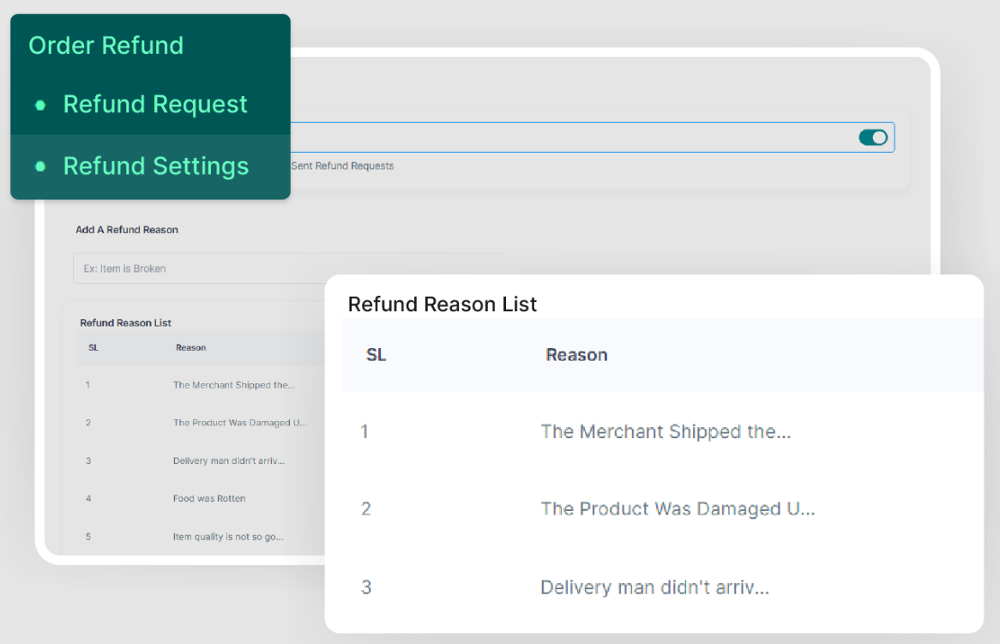 Order Refund
Refund Request
Refund Settings
Sent Refund Requests
Add A Refund Reason
Ex: Item is Broken
Refund Reason List
SL Reason
1 The Merchant Shipped the...
2 The Product Was Damaged U...
3 Delivery man didn't arriv...
4 Food was Rotten
5 Item quality is not so go...
Refund Reason List
SL Reason
1 The Merchant Shipped the...
2 The Product Was Damaged U...
3 Delivery man didn't arriv...